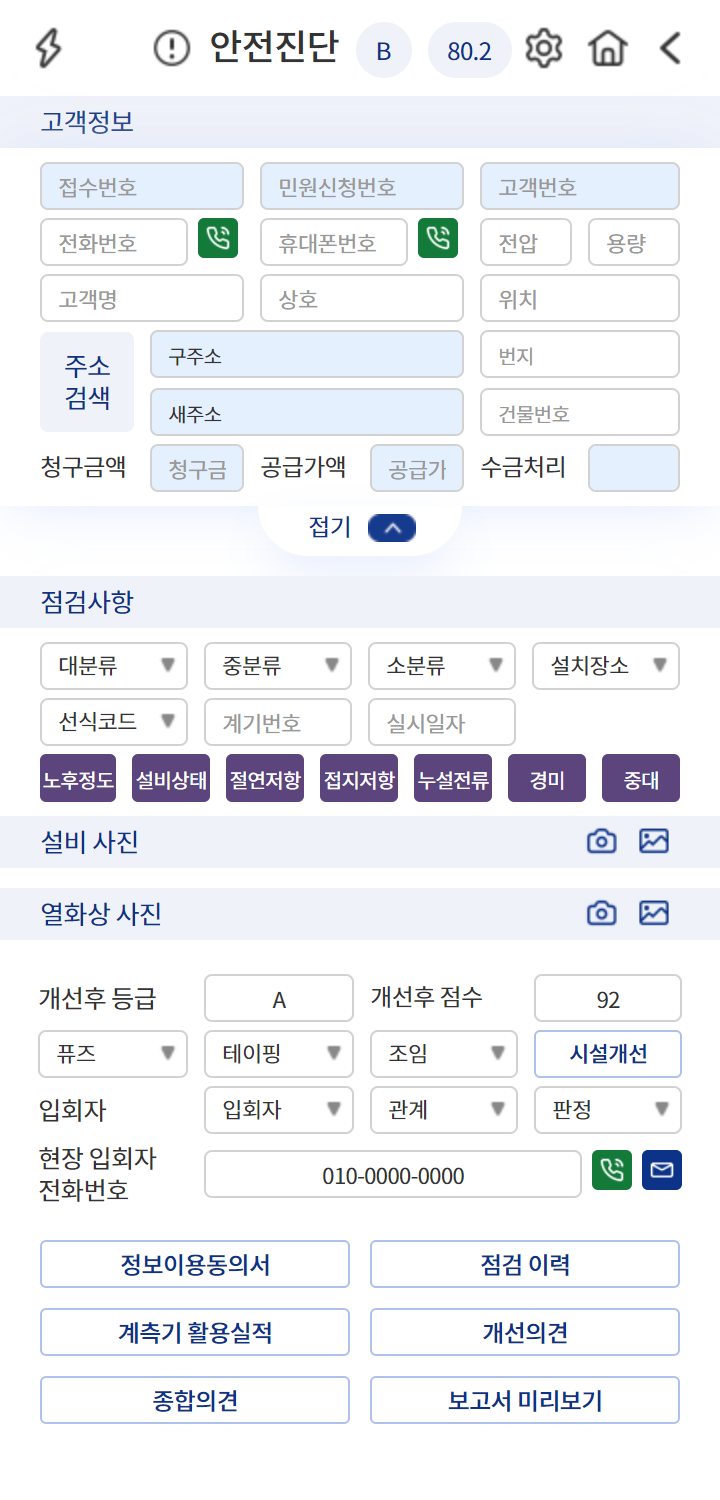 안전진단 B 80.2
고객정보
접수번호 민원신청번호 고객번호
전화번호 휴대폰번호 전압 용량
고객명 상호 위치
주소 검색
구주소 번지
새주소 건물번호
청구금액 청구금 공급가액 공급가 수금처리
접기
점검사항
대분류 중분류 소분류 설치장소
선식코드 계기번호 실시일자
노후정도 설비상태 절연저항 접지저항 누설전류 경미 중대
설비 사진
열화상 사진
개선후 등급 A 개선후 점수 92
퓨즈 테이핑 조임 시설개선
입회자 입회자 관계 판정
현장 입회자
전화번호
010-0000-0000
정보이용동의서 점검 이력
계측기 활용실적 개선의견
종합의견 보고서 미리보기